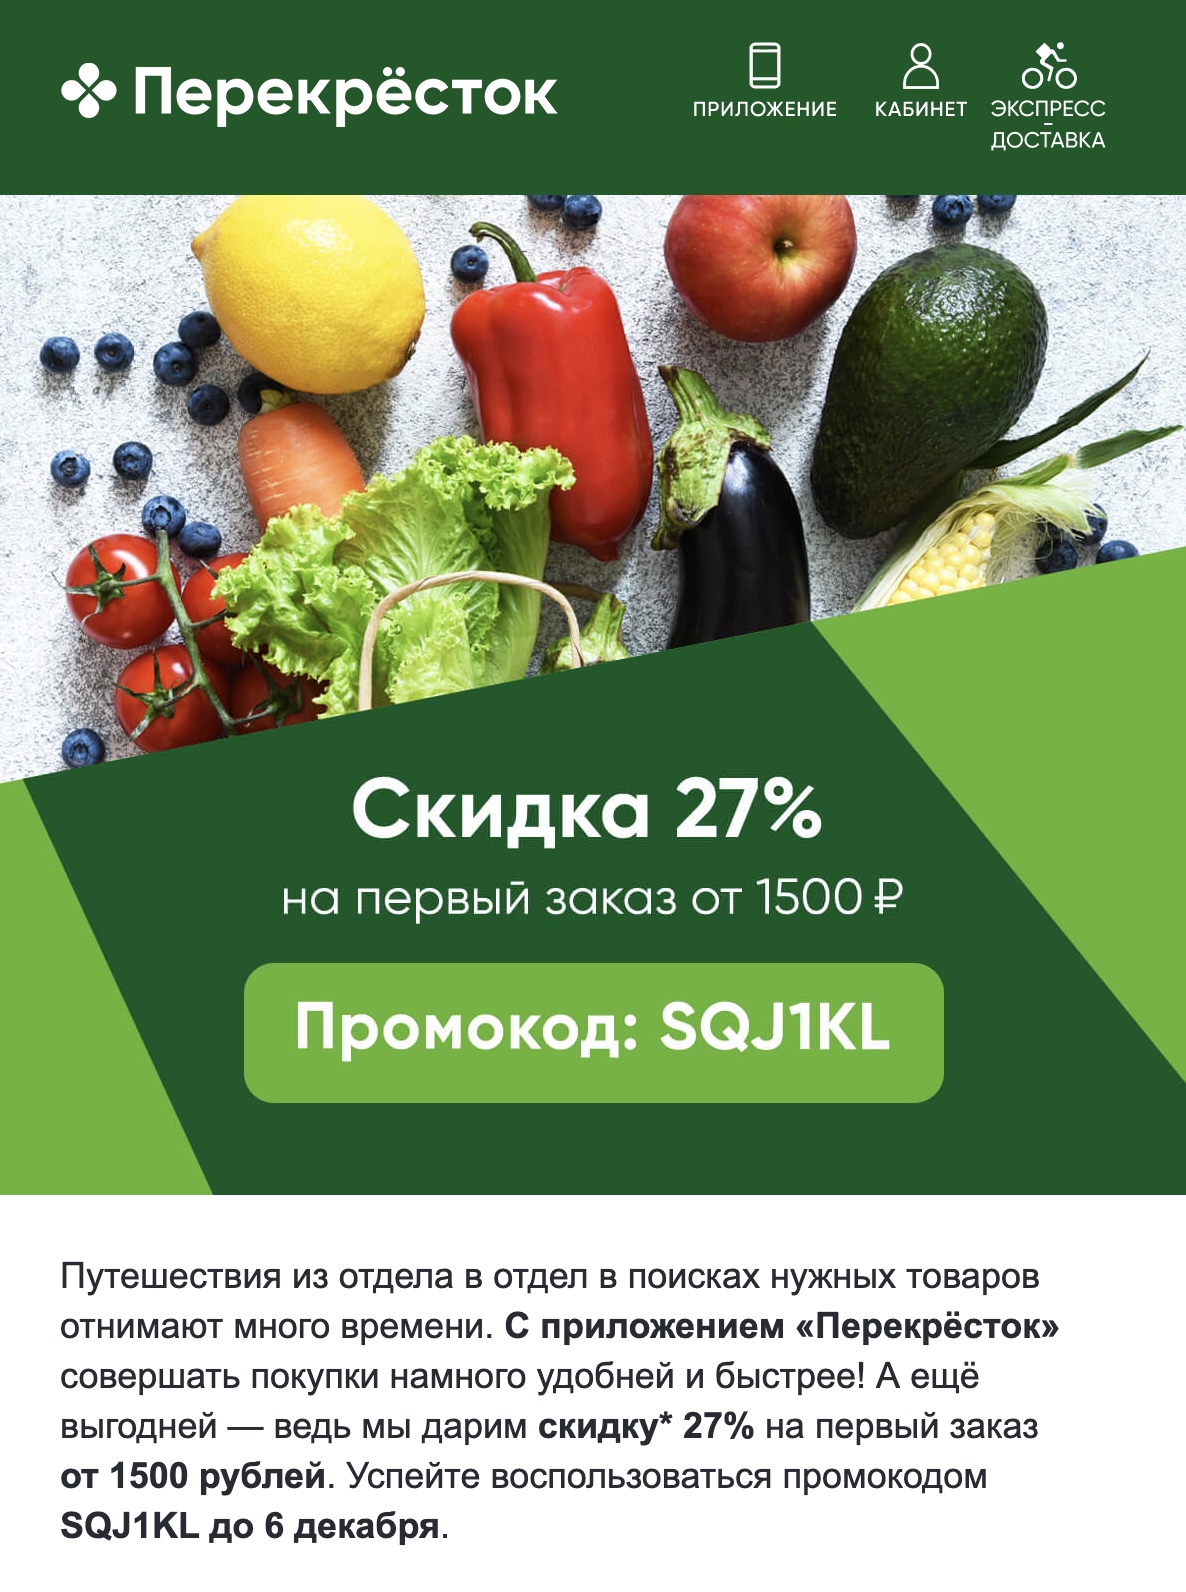 Перекрёсток
ПРИЛОЖЕНИЕ
КАБИНЕТ
ЭКСПРЕСС
-
ДОСТАВКА
Скидка 27%
на первый заказ от 1500 ₽
Промокод: SQJ1KL
Путешествия из отдела в отдел в поисках нужных товаров
отнимают много времени. С приложением «Перекрёсток»
совершать покупки намного удобней и быстрее! А ещё
выгодней — ведь мы дарим скидку* 27% на первый заказ
от 1500 рублей. Успейте воспользоваться промокодом
SQJ1KL до 6 декабря.